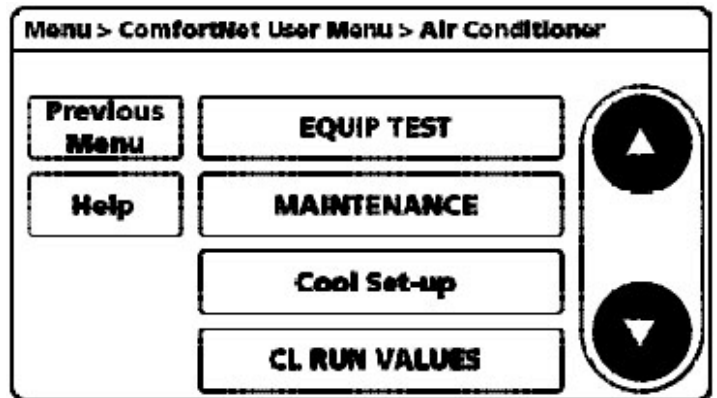 Menu > ComfortNet User Menu > Air Conditioner
Previous
Menu
EQUIP TEST
Help
MAINTENANCE
Cool Set-up
CL RUN VALUES